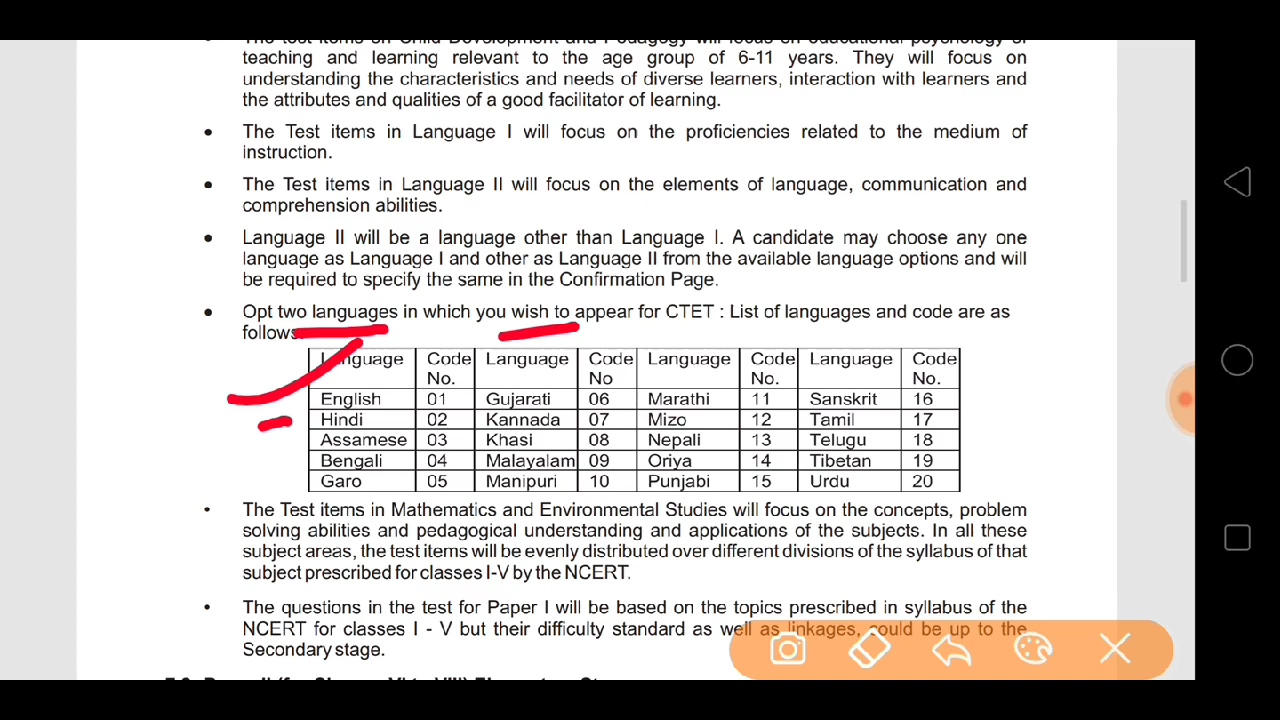 The test items on Child Development and Pedagogy will focus on educational psychology of
teaching and learning relevant to the age group of 6-11 years. They will focus on
understanding the characteristics and needs of diverse learners, interaction with learners and
the attributes and qualities of a good facilitator of learning.
• The Test items in Language I will focus on the proficiencies related to the medium of
instruction.
• The Test items in Language II will focus on the elements of language, communication and
comprehension abilities.
• Language II will be a language other than Language I. A candidate may choose any one
language as Language I and other as Language II from the available language options and will
be required to specify the same in the Confirmation Page.
• Opt two languages in which you wish to appear for CTET : List of languages and code are as
follows
Language Code No. Language Code No Language Code No. Language Code No.
English 01 Gujarati 06 Marathi 11 Sanskrit 16
Hindi 02 Kannada 07 Mizo 12 Tamil 17
Assamese 03 Khasi 08 Nepali 13 Telugu 18
Bengali 04 Malayalam 09 Oriya 14 Tibetan 19
Garo 05 Manipuri 10 Punjabi 15 Urdu 20
• The Test items in Mathematics and Environmental Studies will focus on the concepts, problem
solving abilities and pedagogical understanding and applications of the subjects. In all these
subject areas, the test items will be evenly distributed over different divisions of the syllabus of that
subject prescribed for classes I-V by the NCERT.
• The questions in the test for Paper I will be based on the topics prescribed in syllabus of the
NCERT for classes I - V but their difficulty standard as well as linkages, could be up to the
Secondary stage.